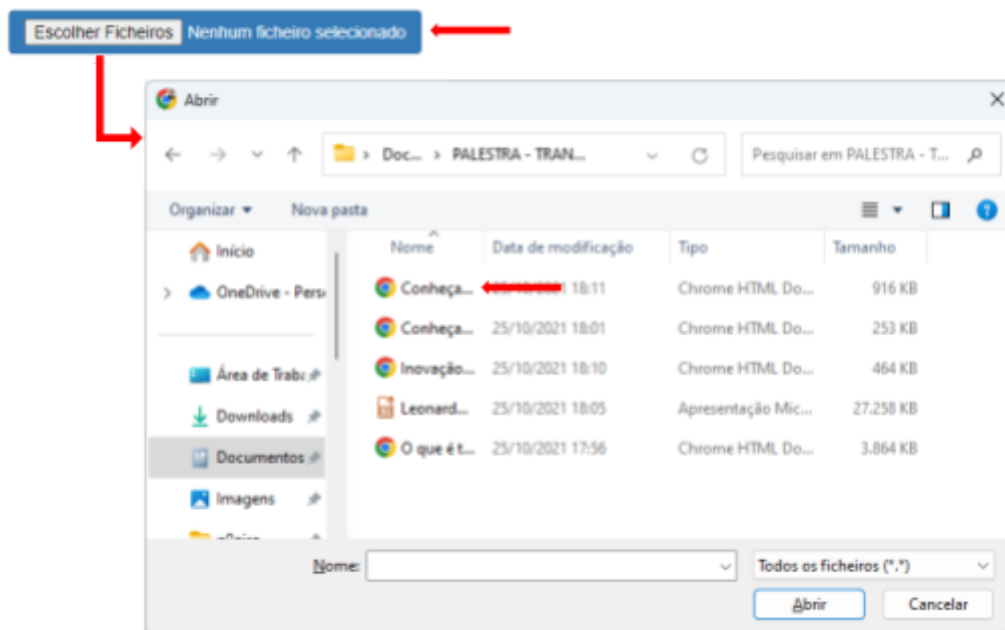 Escolher Ficheiros Nenhum ficheiro selecionado
Abrir
Doc... > PALESTRA - TRAN...
Pesquisar em PALESTRA - T...
Organizar
Nova pasta
Início
OneDrive - Pers
Área de Traba
Downloads
Documentos
Imagens
Nome Data de modificação Tipo Tamanho
Conheça... 18:11 Chrome HTML Do... 916 KB
Conheça... 25/10/2021 18:01 Chrome HTML Do... 253 KB
Inovação... 25/10/2021 18:10 Chrome HTML Do... 464 KB
Leonard... 25/10/2021 18:05 Apresentação Mic... 27.258 KB
O que é t... 25/10/2021 17:56 Chrome HTML Do... 3.864 KB
Nome:
Todos os ficheiros (*.*)
Abrir Cancelar